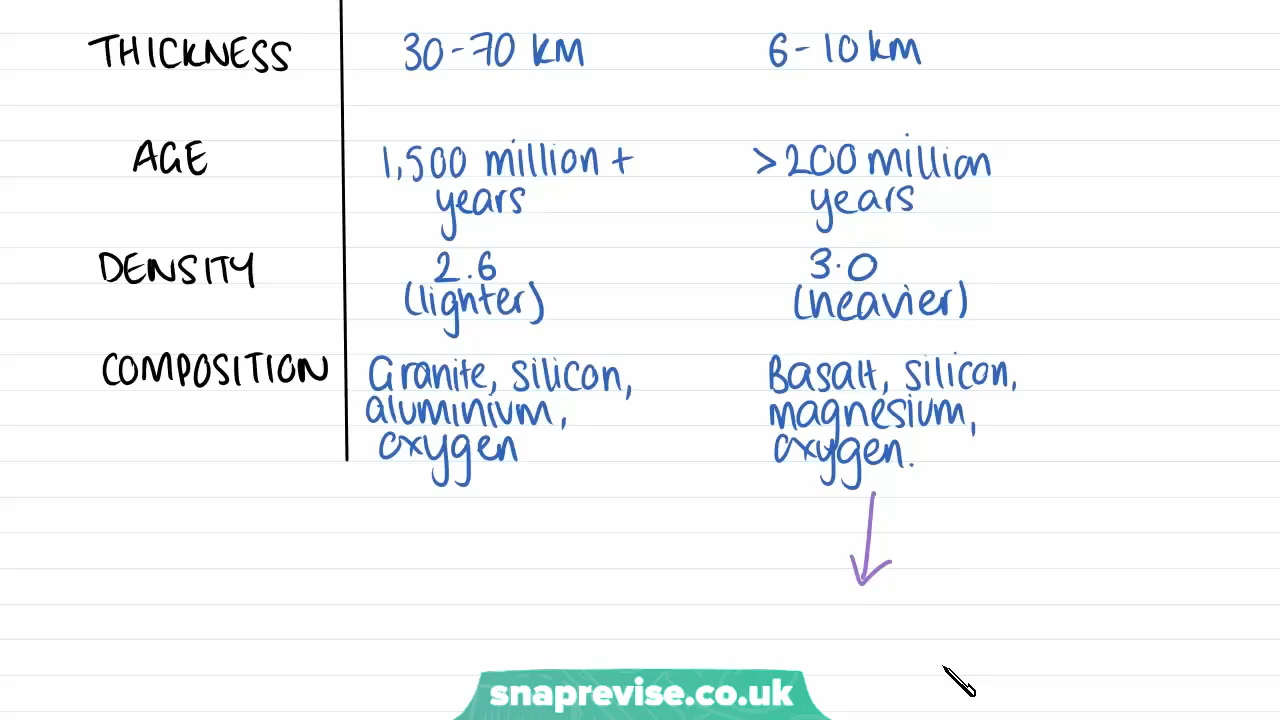 THICKNESS 30-70 KM 6-10 KM
AGE 1,500 million + >200 million
years years
DENSITY 2.6 3.0
(lighter) (heavier)
COMPOSITION Granite, silicon, Basalt, silicon,
aluminium, magnesium,
oxygen oxygen.
snaprevise.co.uk